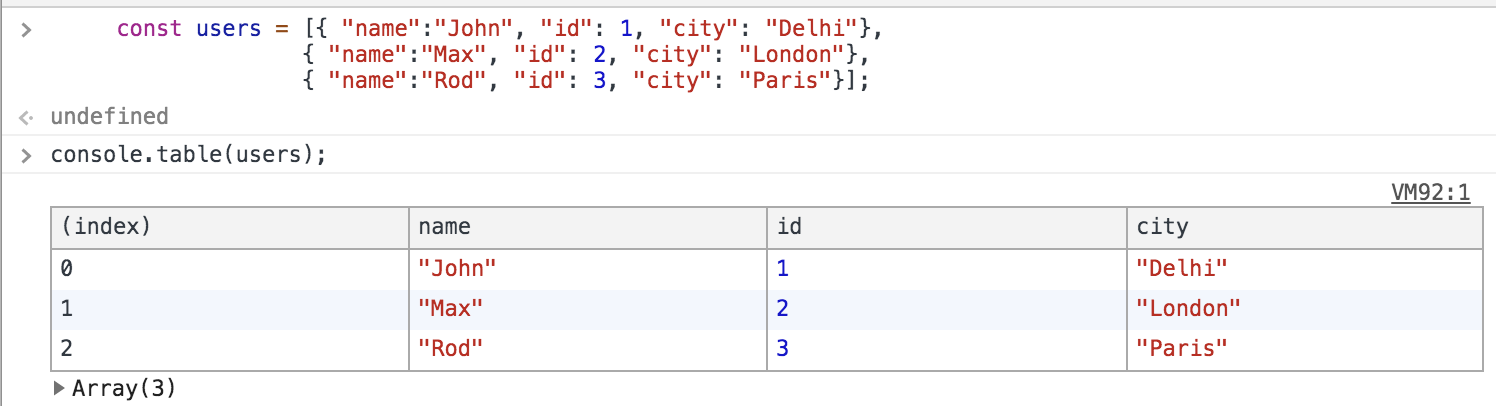 const users = [{ "name":"John", "id": 1, "city": "Delhi"},
{ "name":"Max", "id": 2, "city": "London"},
{ "name":"Rod", "id": 3, "city": "Paris"}];
undefined
console.table(users);
VM92:1
(index) name id city
0 "John" 1 "Delhi"
1 "Max" 2 "London"
2 "Rod" 3 "Paris"
Array(3)